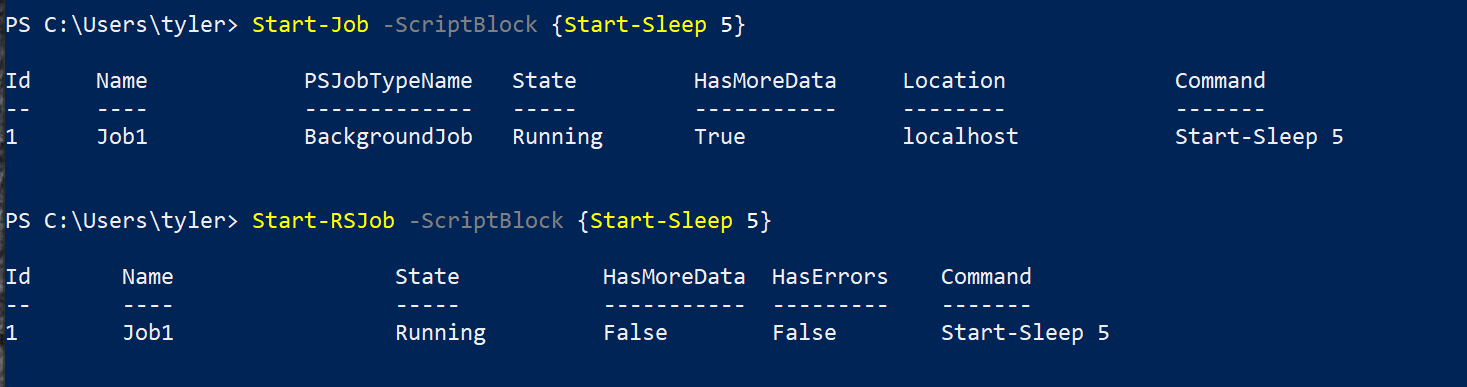 PS C:\Users\tyler> Start-Job -ScriptBlock {Start-Sleep 5}
Id     Name            PSJobTypeName   State         HasMoreData     Location             Command
--     ----            -------------   -----         -----------     --------             -------
1      Job1            BackgroundJob   Running       True            localhost            Start-Sleep 5
PS C:\Users\tyler> Start-RSJob -ScriptBlock {Start-Sleep 5}
Id       Name                 State           HasMoreData  HasErrors    Command
--       ----                 -----           -----------  ---------    -------
1        Job1                 Running         False        False        Start-Sleep 5